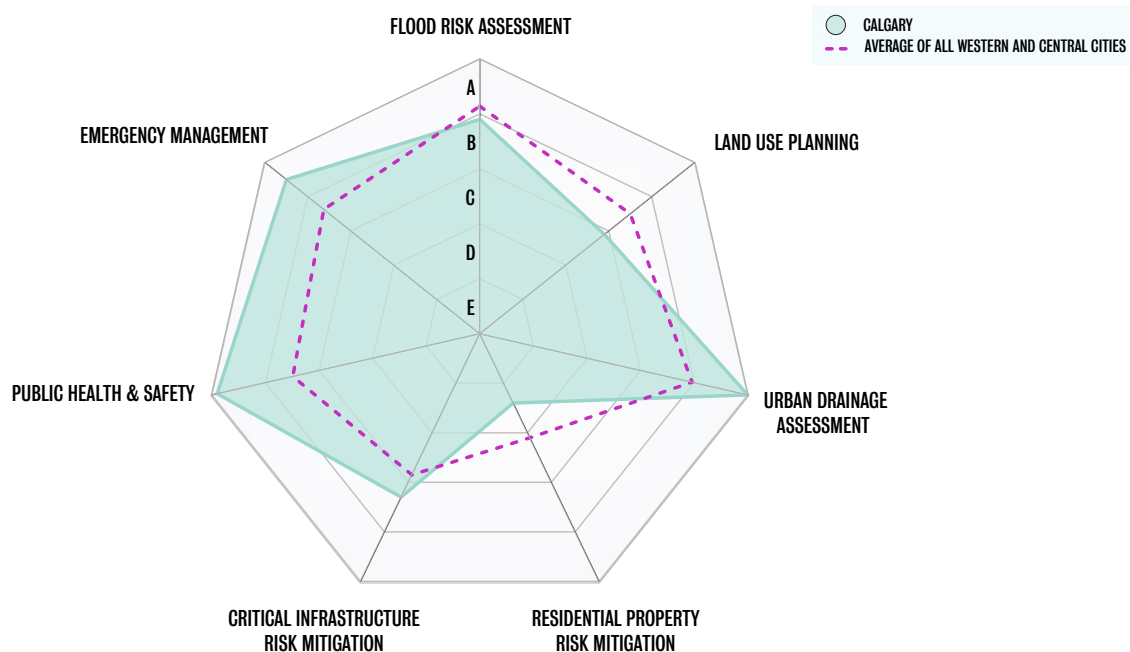 FLOOD RISK ASSESSMENT
CALGARY
AVERAGE OF ALL WESTERN AND CENTRAL CITIES
A
EMERGENCY MANAGEMENT
LAND USE PLANNING
B
C
D
E
PUBLIC HEALTH & SAFETY
URBAN DRAINAGE
ASSESSMENT
CRITICAL INFRASTRUCTURE
RISK MITIGATION
RESIDENTIAL PROPERTY
RISK MITIGATION